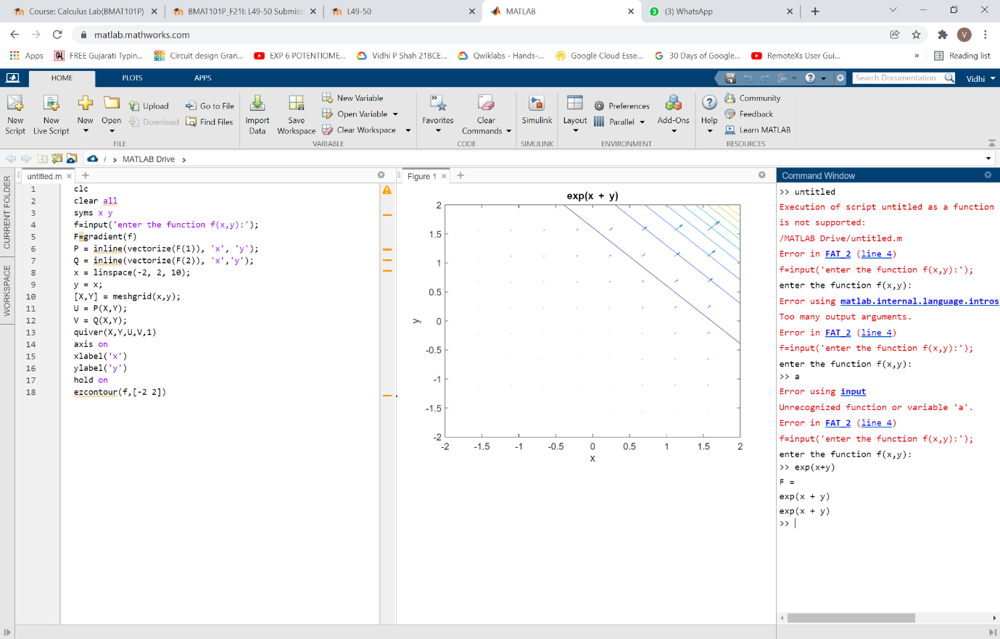 Course: Calculus Lab(BMAT101P) BMAT101P_F21I: L49-50 Submiss L49-50 MATLAB (3) WhatsApp
matlab.mathworks.com
Apps FREE Gujarati Typin... Circuit design Gran... EXP 6 POTENTIOME... Vidhi P Shah 21BCE... Qwiklabs - Hands-... Google Cloud Esse... 30 Days of Google... RemoteXs User Gui... » Reading list
HOME PLOTS APPS Search Documentation Vidhi
New Script New Live Script New Open Upload Download Go to File Find Files
FILE
Import Data Save Workspace New Variable Open Variable Clear Workspace
VARIABLE
Favorites Clear Commands
CODE
Simulink
SIMULINK
Layout Preferences Parallel Add-Ons
ENVIRONMENT
Help Community Feedback Learn MATLAB
RESOURCES
/ > MATLAB Drive >
CURRENT FOLDER
WORKSPACE
untitled.m
1 clc
2 clear all
3 syms x y
4 f=input('enter the function f(x,y):');
5 F=gradient(f)
6 P = inline(vectorize(F(1)), 'x', 'y');
7 Q = inline(vectorize(F(2)), 'x','y');
8 x = linspace(-2, 2, 10);
9 y = x;
10 [X,Y] = meshgrid(x,y);
11 U = P(X,Y);
12 V = Q(X,Y);
13 quiver(X,Y,U,V,1)
14 axis on
15 xlabel('x')
16 ylabel('y')
17 hold on
18 ezcontour(f,[-2 2])
Figure 1
exp(x + y)
2
1.5
1
0.5
0
-0.5
-1
-1.5
-2
y
-2 -1.5 -1 -0.5 0 0.5 1 1.5 2
x
Command Window
>> untitled
Execution of script untitled as a function
is not supported:
/MATLAB Drive/untitled.m
Error in FAT_2 (line 4)
f=input('enter the function f(x,y):');
enter the function f(x,y):
Error using matlab.internal.language.intros
Too many output arguments.
Error in FAT_2 (line 4)
f=input('enter the function f(x,y):');
enter the function f(x,y):
>> a
Error using input
Unrecognized function or variable 'a'.
Error in FAT_2 (line 4)
f=input('enter the function f(x,y):');
enter the function f(x,y):
>> exp(x+y)
F =
exp(x + y)
exp(x + y)
>>